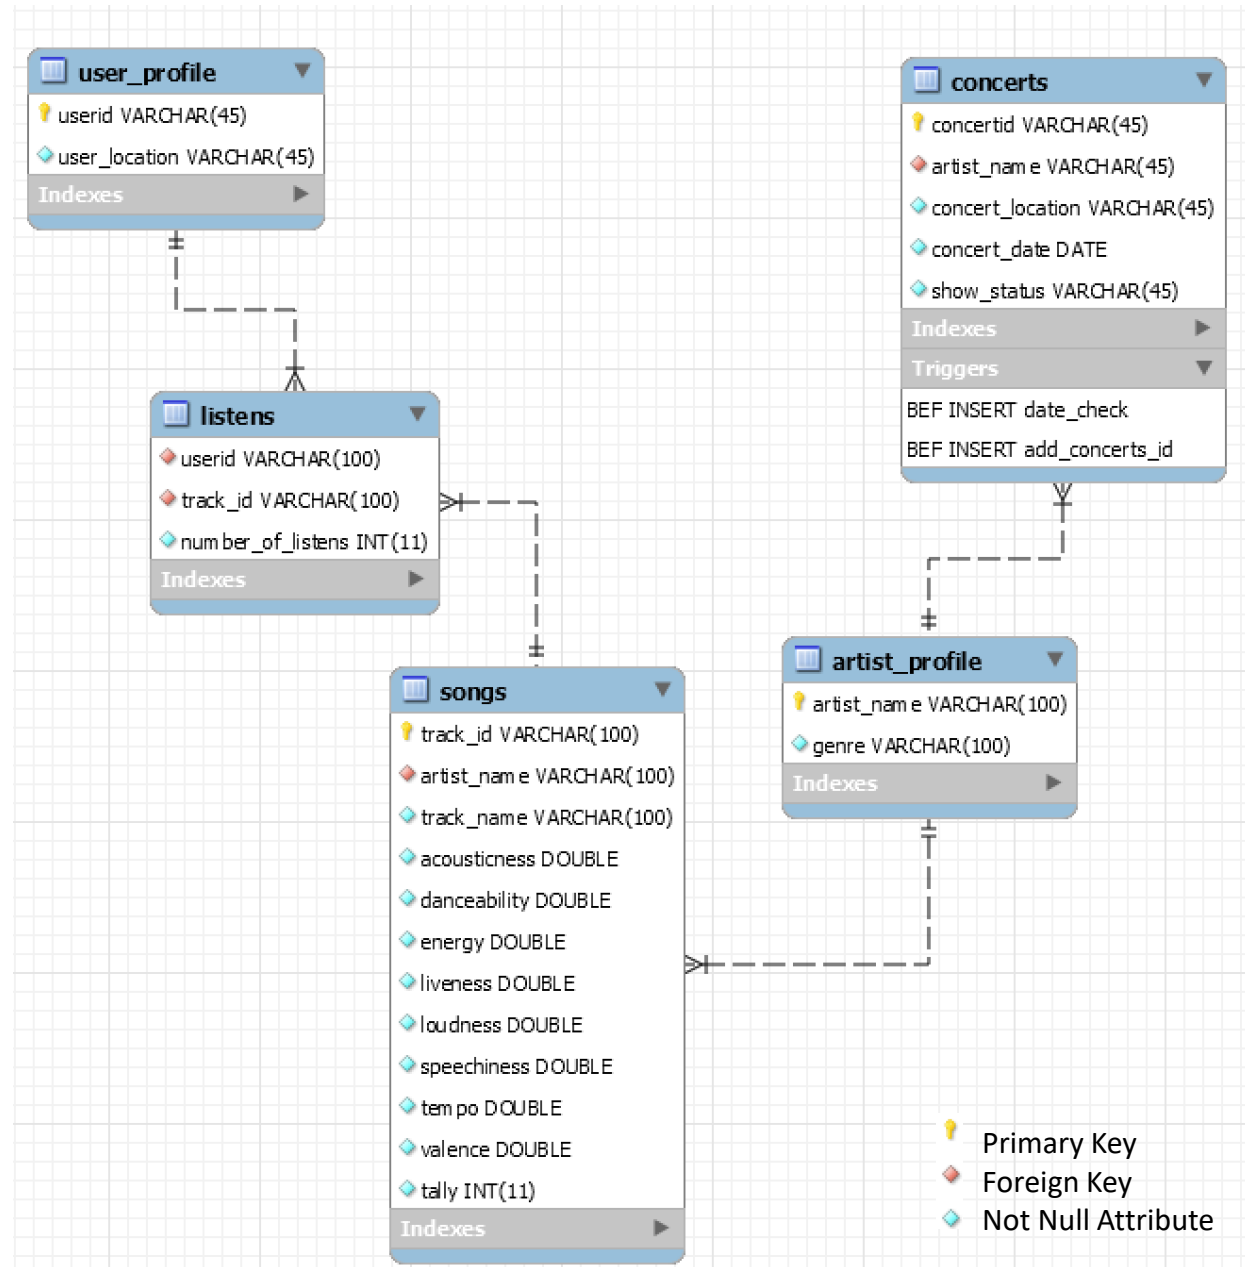 user_profile
userid VARCHAR(45)
user_location VARCHAR(45)
Indexes
concerts
concertid VARCHAR(45)
artist_name VARCHAR(45)
concert_location VARCHAR(45)
concert_date DATE
show_status VARCHAR(45)
Indexes
Triggers
BEF INSERT date_check
BEF INSERT add_concerts_id
listens
userid VARCHAR(100)
track_id VARCHAR(100)
number_of_listens INT(11)
Indexes
songs
track_id VARCHAR(100)
artist_name VARCHAR(100)
track_name VARCHAR(100)
acousticness DOUBLE
danceability DOUBLE
energy DOUBLE
liveness DOUBLE
loudness DOUBLE
speechiness DOUBLE
tempo DOUBLE
valence DOUBLE
tally INT(11)
Indexes
artist_profile
artist_name VARCHAR(100)
genre VARCHAR(100)
Indexes
Primary Key
Foreign Key
Not Null Attribute